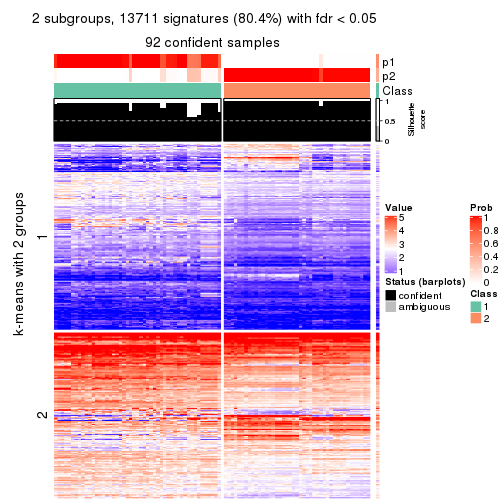 2 subgroups, 13711 signatures (80.4%) with fdr < 0.05
92 confident samples
p1
p2
Class
1
0.5
0
Silhouette
score
k-means with 2 groups
1
2
Value
5
4
3
2
1
Status (barplots)
confident
ambiguous
Prob
1
0.8
0.6
0.4
0.2
0
Class
1
2